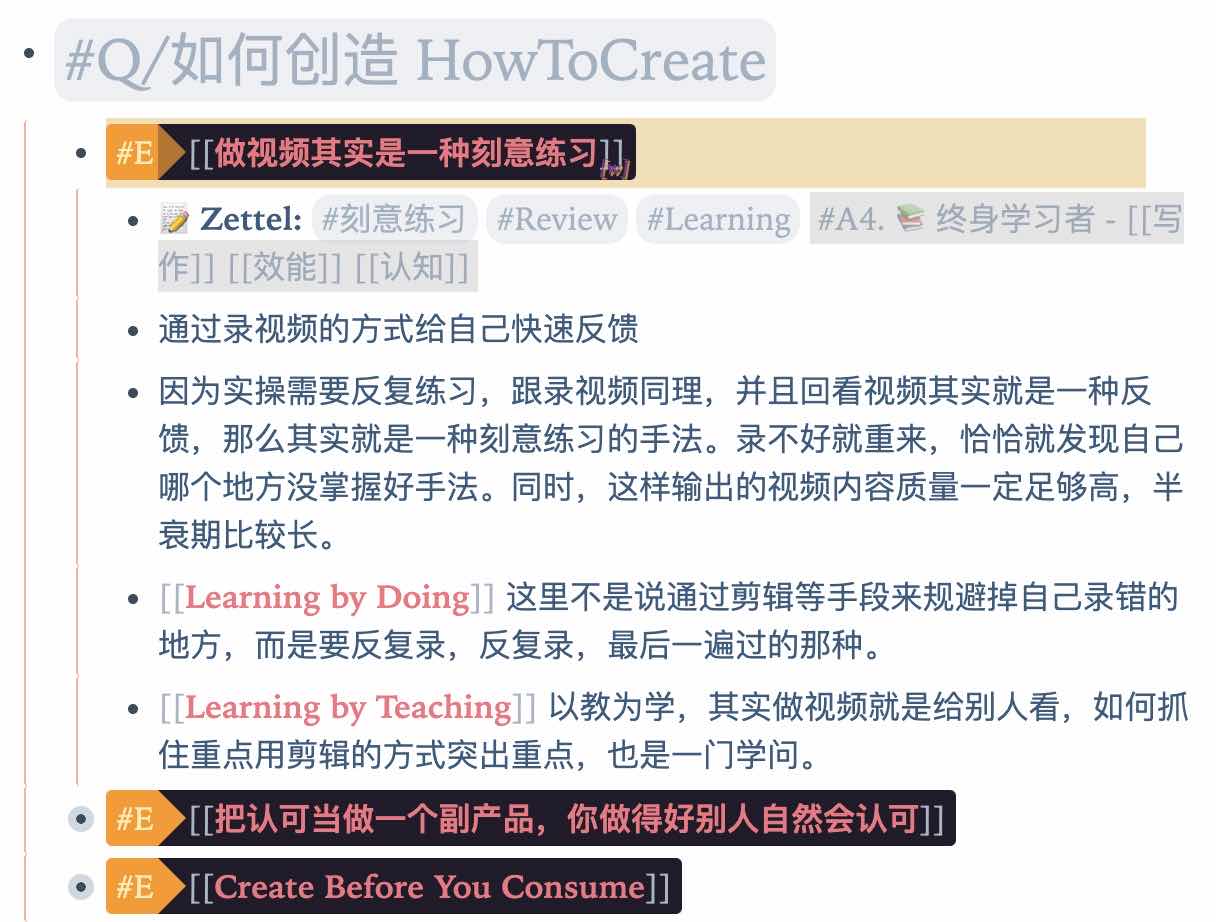 #Q/如何创造 HowToCreate
#E [[做视频其实是一种刻意练习]] [w]
📝 Zettel: #刻意练习 #Review #Learning #A4. 📚 终身学习者 - [[写
作]] [[效能]] [[认知]]
通过录视频的方式给自己快速反馈
因为实操需要反复练习，跟录视频同理，并且回看视频其实就是一种反
馈，那么其实就是一种刻意练习的手法。录不好就重来，恰恰就发现自己
哪个地方没掌握好手法。同时，这样输出的视频内容质量一定足够高，半
衰期比较长。
[[Learning by Doing]] 这里不是说通过剪辑等手段来规避掉自己录错的
地方，而是要反复录，反复录，最后一遍过的那种。
[[Learning by Teaching]] 以教为学，其实做视频就是给别人看，如何抓
住重点用剪辑的方式突出重点，也是一门学问。
#E [[把认可当做一个副产品，你做得好别人自然会认可]]
#E [[Create Before You Consume]]